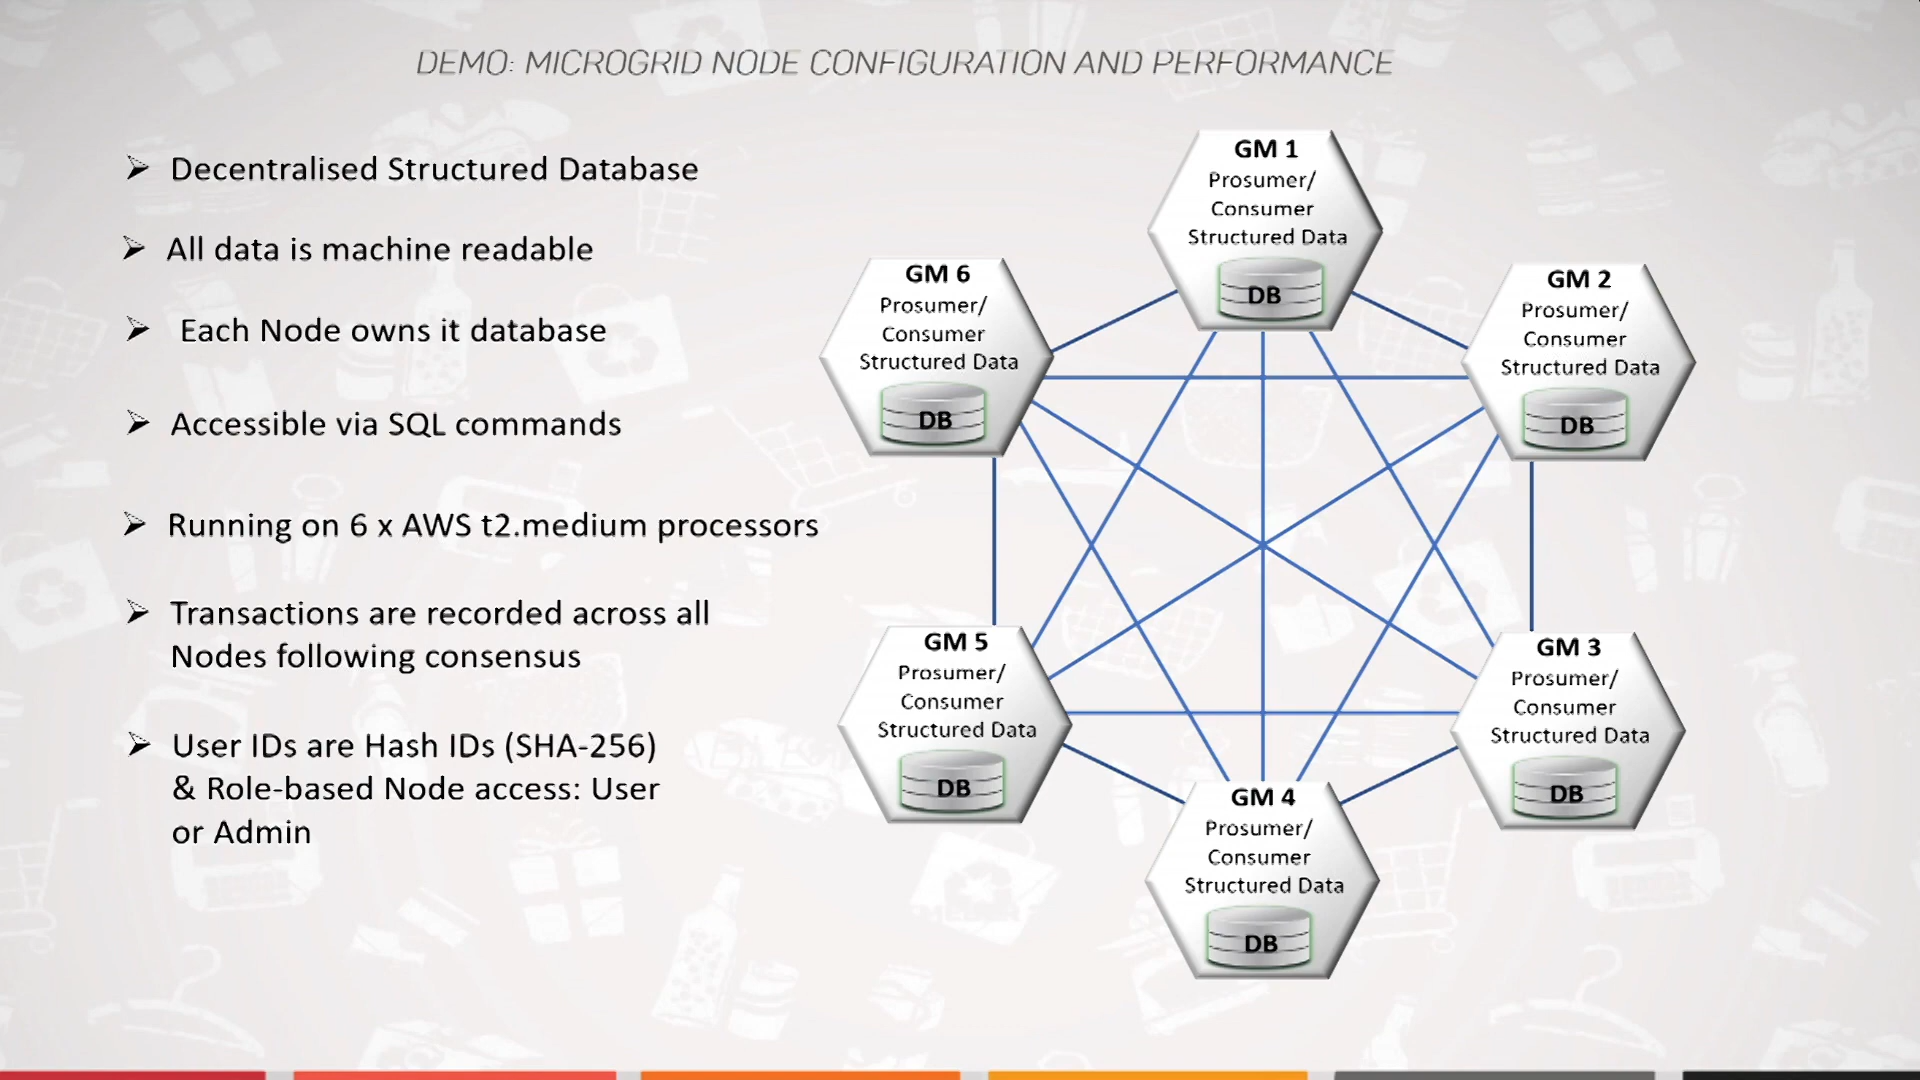 DEMO: MICROGRID NODE CONFIGURATION AND PERFORMANCE
Decentralised Structured Database
All data is machine readable
Each Node owns it database
Accessible via SQL commands
Running on 6 x AWS t2.medium processors
Transactions are recorded across all
Nodes following consensus
User IDs are Hash IDs (SHA-256)
& Role-based Node access: User
or Admin
GM 1
Prosumer/
Consumer
Structured Data
DB
GM 2
Prosumer/
Consumer
Structured Data
DB
GM 3
Prosumer/
Consumer
Structured Data
DB
GM 4
Prosumer/
Consumer
Structured Data
DB
GM 5
Prosumer/
Consumer
Structured Data
DB
GM 6
Prosumer/
Consumer
Structured Data
DB